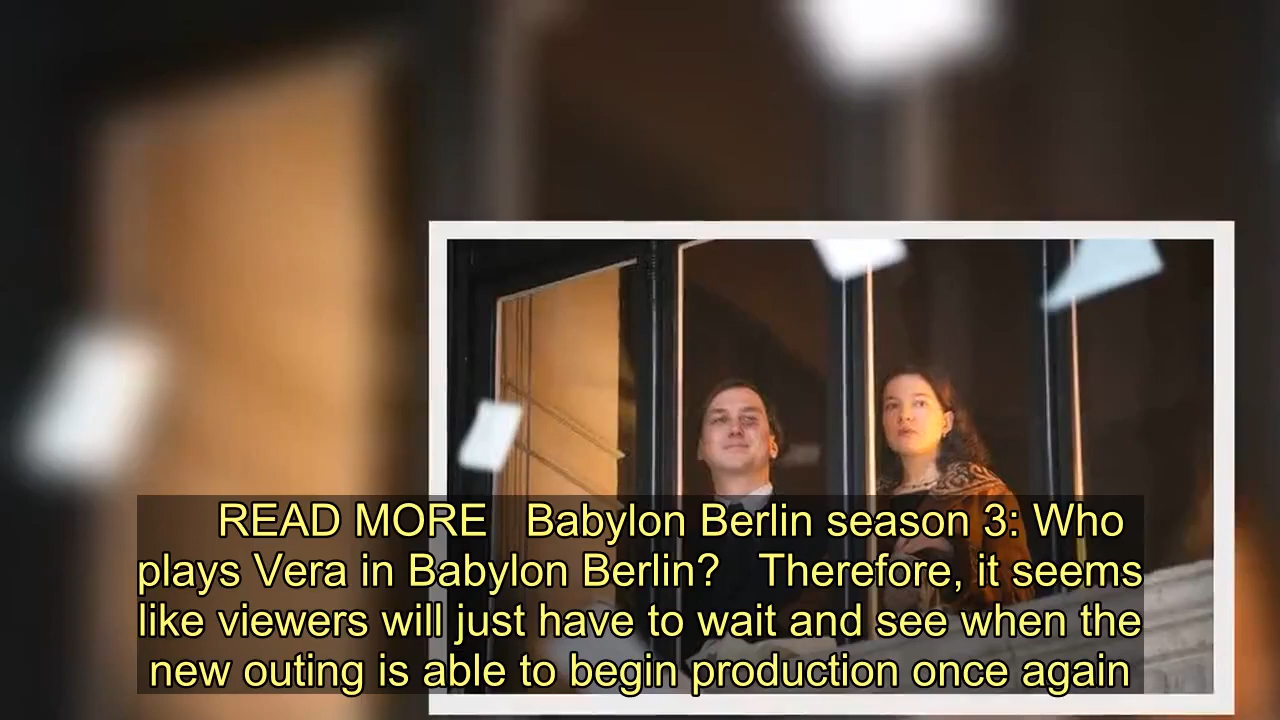 READ MORE Babylon Berlin season 3: Who
plays Vera in Babylon Berlin? Therefore, it seems
like viewers will just have to wait and see when the
new outing is able to begin production once again